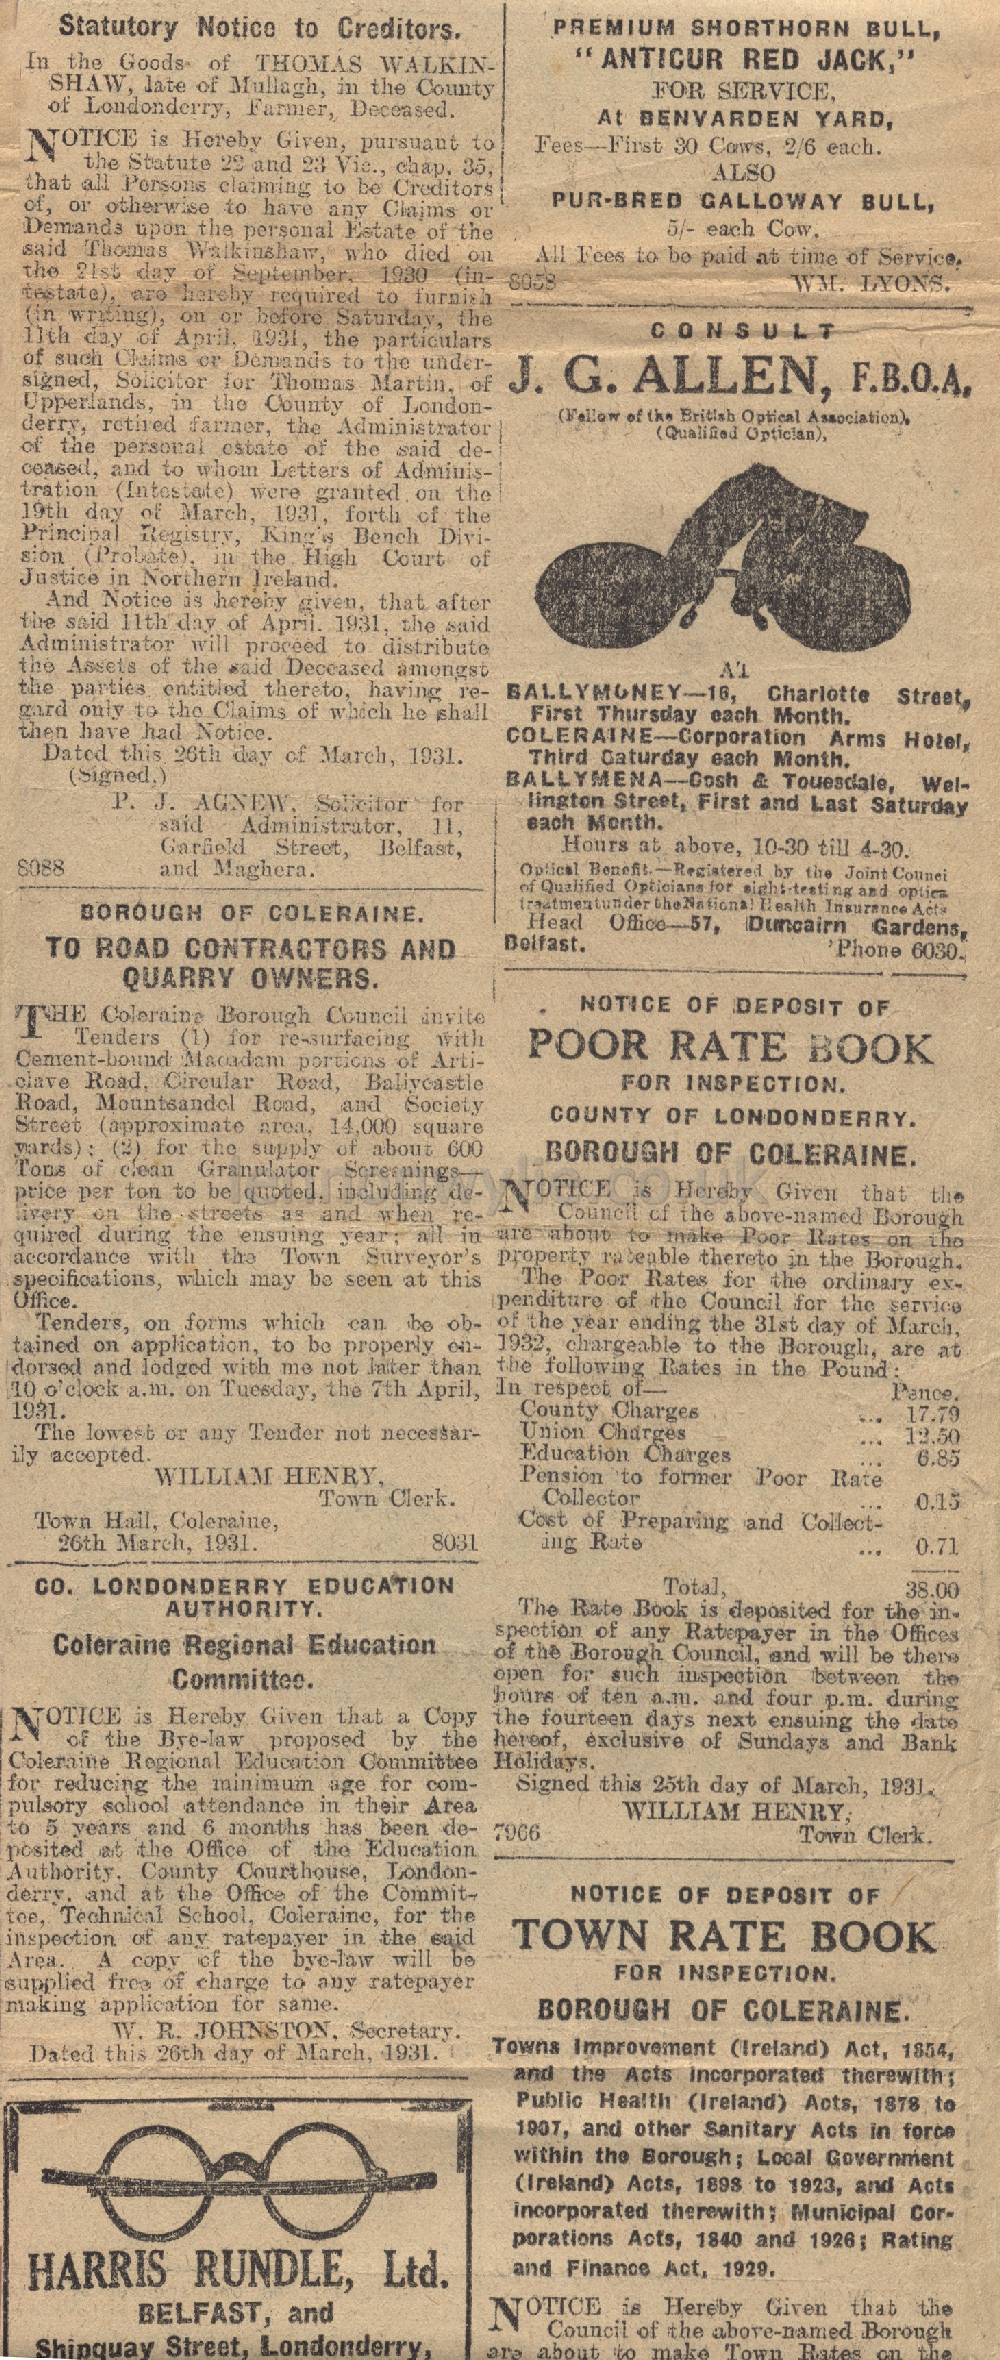 Statutory Notice to Creditors.
In the Goods of THOMAS WALKIN-
SHAW, late of Mullagh, in the County
of Londonderry, Farmer, Deceased.
NOTICE is Hereby Given, pursuant to
the Statute 22 and 23 Vic., chap. 35,
that all Persons claiming to be Creditors
of, or otherwise to have any Claims or
Demands upon the personal Estate of the
said Thomas Walkinshaw, who died on
the 21st day of September, 1930 (in-
testate), are hereby required to furnish
(in writing), on or before Saturday, the
11th day of April, 1931, the particulars
of such Claims or Demands to the under-
signed, Solicitor for Thomas Martin, of
Upperlands, in the County of London-
derry, retired farmer, the Administrator
of the personal estate of the said de-
ceased, and to whom Letters of Adminis-
tration (Intestate) were granted on the
19th day of March, 1931, forth of the
Principal Registry, King's Bench Divi-
sion (Probate), in the High Court of
Justice in Northern Ireland.
And Notice is hereby given, that after
the said 11th day of April, 1931, the said
Administrator will proceed to distribute
the Assets of the said Deceased amongst
the parties entitled thereto, having re-
gard only to the Claims of which he shall
then have had Notice.
Dated this 26th day of March, 1931.
(Signed,)
P. J. AGNEW, Solicitor for
said Administrator, 11,
Garfield Street, Belfast,
8088 and Maghera.
BOROUGH OF COLERAINE.
TO ROAD CONTRACTORS AND
QUARRY OWNERS.
THE Coleraine Borough Council invite
Tenders (1) for re-surfacing with
Cement-bound Macadam portions of Arti-
clave Road, Circular Road, Ballycastle
Road, Mountsandel Road, and Society
Street (approximate area, 14,000 square
yards); (2) for the supply of about 600
Tons of clean Granulator Screenings—
price per ton to be quoted, including de-
livery on the streets as and when re-
quired during the ensuing year; all in
accordance with the Town Surveyor's
specifications, which may be seen at this
Office.
Tenders, on forms which can be ob-
tained on application, to be properly en-
dorsed and lodged with me not later than
10 o'clock a.m. on Tuesday, the 7th April,
1931.
The lowest or any Tender not necessar-
ily accepted.
WILLIAM HENRY,
Town Clerk.
Town Hall, Coleraine,
26th March, 1931. 8031
CO. LONDONDERRY EDUCATION
AUTHORITY.
Coleraine Regional Education
Committee.
NOTICE is Hereby Given that a Copy
of the Bye-law proposed by the
Coleraine Regional Education Committee
for reducing the minimum age for com-
pulsory school attendance in their Area
to 5 years and 6 months has been de-
posited at the Office of the Education
Authority, County Courthouse, London-
derry, and at the Office of the Commit-
tee, Technical School, Coleraine, for the
inspection of any ratepayer in the said
Area. A copy of the bye-law will be
supplied free of charge to any ratepayer
making application for same.
W. R. JOHNSTON, Secretary.
Dated this 26th day of March, 1931.
HARRIS RUNDLE, Ltd.
BELFAST, and
Shipquay Street, Londonderry,
PREMIUM SHORTHORN BULL,
"ANTICUR RED JACK,"
FOR SERVICE,
At BENVARDEN YARD,
Fees—First 30 Cows, 2/6 each.
ALSO
PUR-BRED GALLOWAY BULL,
5/- each Cow.
All Fees to be paid at time of Service.
8058 WM. LYONS.
CONSULT
J. G. ALLEN, F.B.O.A,
(Fellow of the British Optical Association),
(Qualified Optician),
AT
BALLYMONEY—16, Charlotte Street,
First Thursday each Month.
COLERAINE—Corporation Arms Hotel,
Third Saturday each Month.
BALLYMENA—Cosh & Touesdale, Wel-
lington Street, First and Last Saturday
each Month.
Hours at above, 10-30 till 4-30.
Optical Benefit.—Registered by the Joint Counci
of Qualified Opticians for sight-testing and optica
treatment under the National Health Insurance Acts
Head Office—57, Duncairn Gardens,
Belfast. 'Phone 6030.
NOTICE OF DEPOSIT OF
POOR RATE BOOK
FOR INSPECTION.
COUNTY OF LONDONDERRY.
BOROUGH OF COLERAINE.
NOTICE is Hereby Given that the
Council of the above-named Borough
are about to make Poor Rates on the
property rateable thereto in the Borough.
The Poor Rates for the ordinary ex-
penditure of the Council for the service
of the year ending the 31st day of March,
1932, chargeable to the Borough, are at
the following Rates in the Pound:
In respect of— Pence.
County Charges ... 17.79
Union Charges ... 12.50
Education Charges ... 6.85
Pension to former Poor Rate
Collector ... 0.15
Cost of Preparing and Collect-
ing Rate ... 0.71
Total, 38.00
The Rate Book is deposited for the in-
spection of any Ratepayer in the Offices
of the Borough Council, and will be there
open for such inspection between the
hours of ten a.m. and four p.m. during
the fourteen days next ensuing the date
hereof, exclusive of Sundays and Bank
Holidays.
Signed this 25th day of March, 1931.
WILLIAM HENRY,
7966 Town Clerk.
NOTICE OF DEPOSIT OF
TOWN RATE BOOK
FOR INSPECTION.
BOROUGH OF COLERAINE.
Towns Improvement (Ireland) Act, 1854,
and the Acts incorporated therewith;
Public Health (Ireland) Acts, 1878 to
1907, and other Sanitary Acts in force
within the Borough; Local Government
(Ireland) Acts, 1898 to 1923, and Acts
incorporated therewith; Municipal Cor-
porations Acts, 1840 and 1926; Rating
and Finance Act, 1929.
NOTICE is Hereby Given that the
Council of the above-named Borough
are about to make Town Rates on the